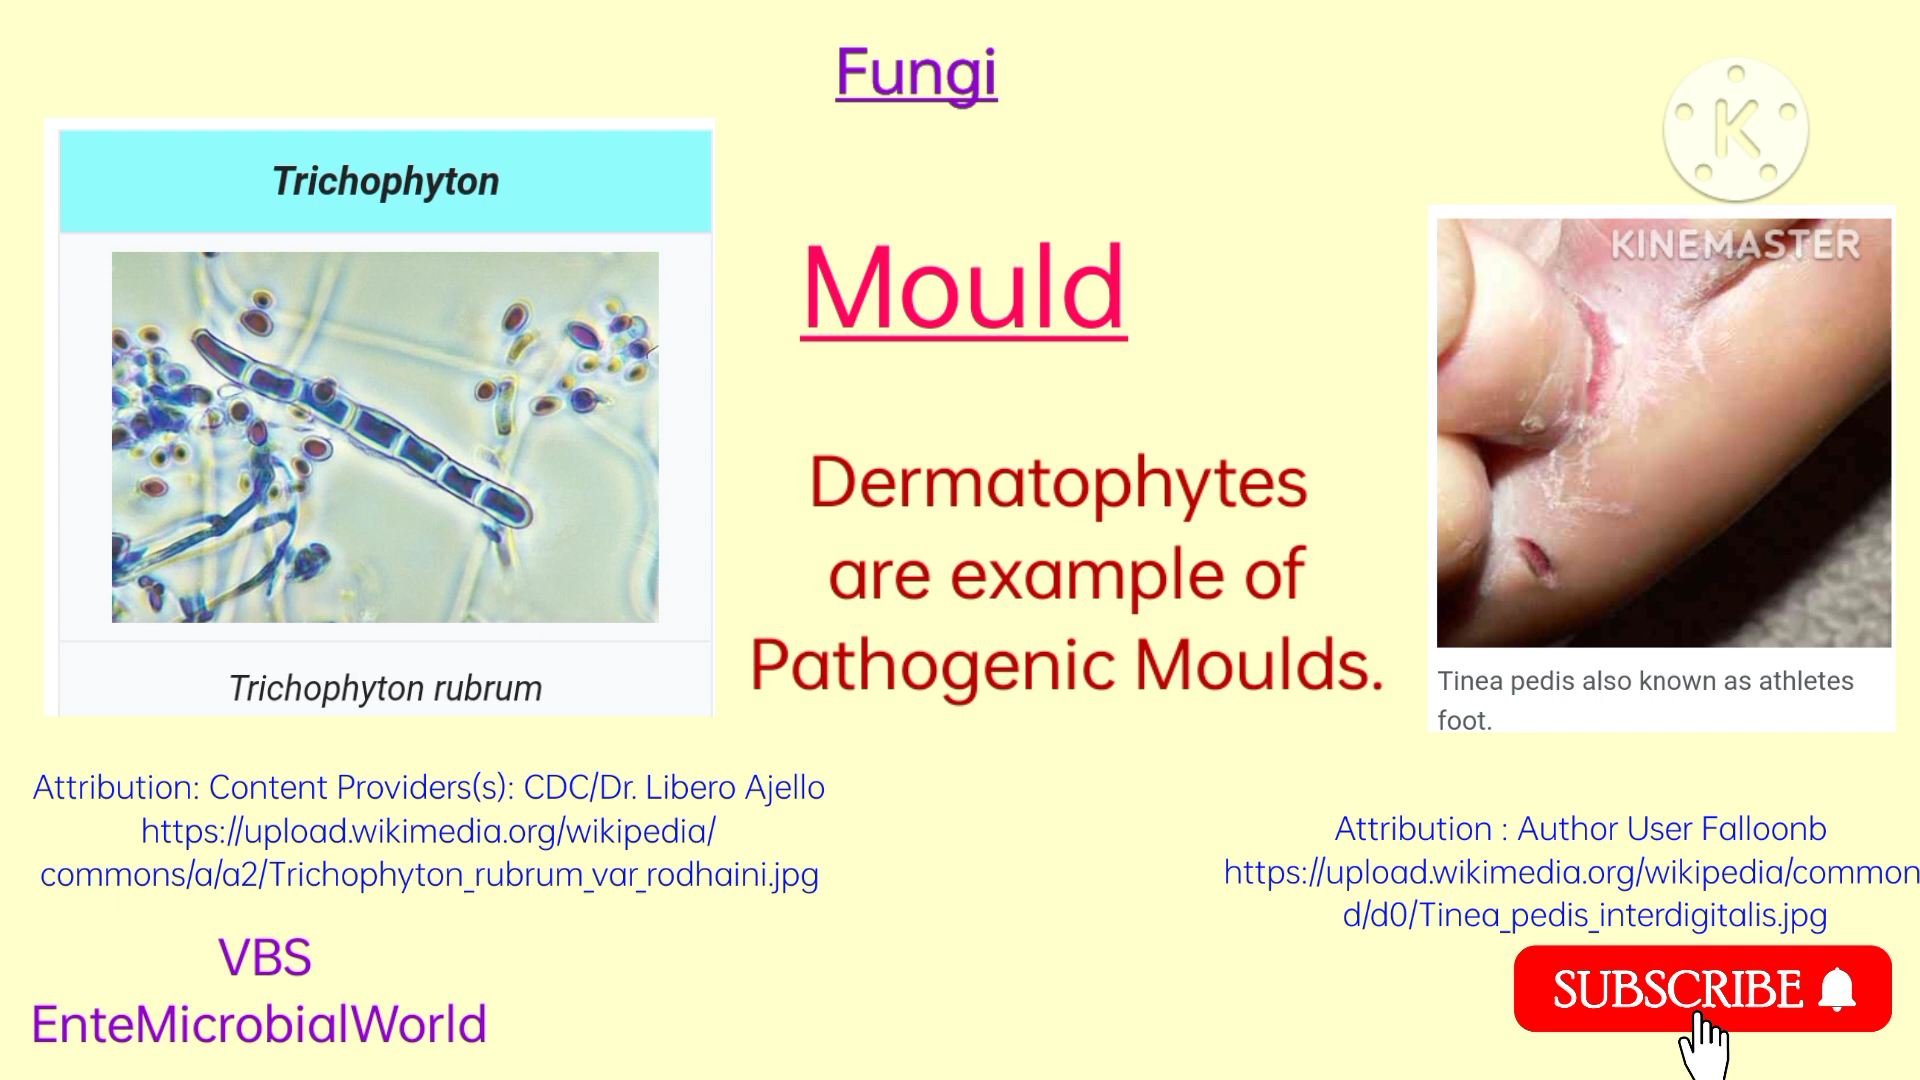 Fungi
K
Trichophyton
KINEMASTER
Mould
Dermatophytes
are example of
Pathogenic Moulds.
Trichophyton rubrum
Tinea pedis also known as athletes
foot.
Attribution: Content Providers(s): CDC/Dr. Libero Ajello
https://upload.wikimedia.org/wikipedia/
commons/a/a2/Trichophyton_rubrum_var_rodhaini.jpg
Attribution : Author User Falloonb
https://upload.wikimedia.org/wikipedia/common
d/d0/Tinea_pedis_interdigitalis.jpg
VBS
EnteMicrobialWorld
SUBSCRIBE